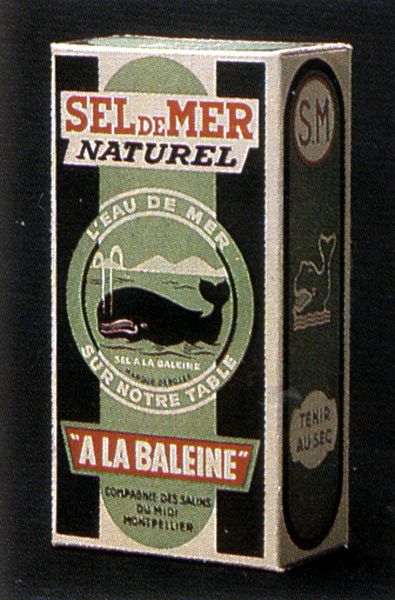 SEL DE MER
NATUREL
L'EAU DE MER
SEL A LA BALEINE
SUR NOTRE TABLE
"A LA BALEINE"
COMPAGNIE DES SALINS
DU MIDI
MONTPELLIER
S.M
TENIR
AU SEC